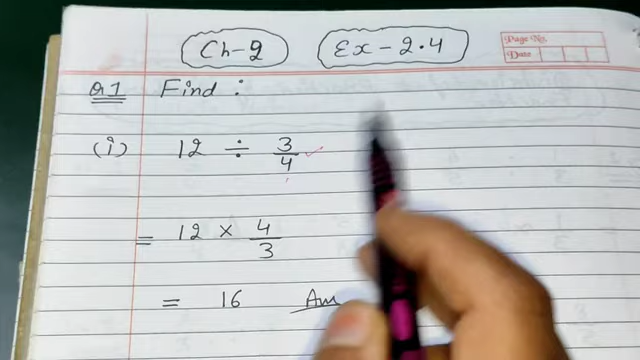 Ch-2 Ex-2.4 Page No.
Date
Q1 Find :
(i) 12 ÷ 3/4
= 12 × 4/3
= 16 Ans